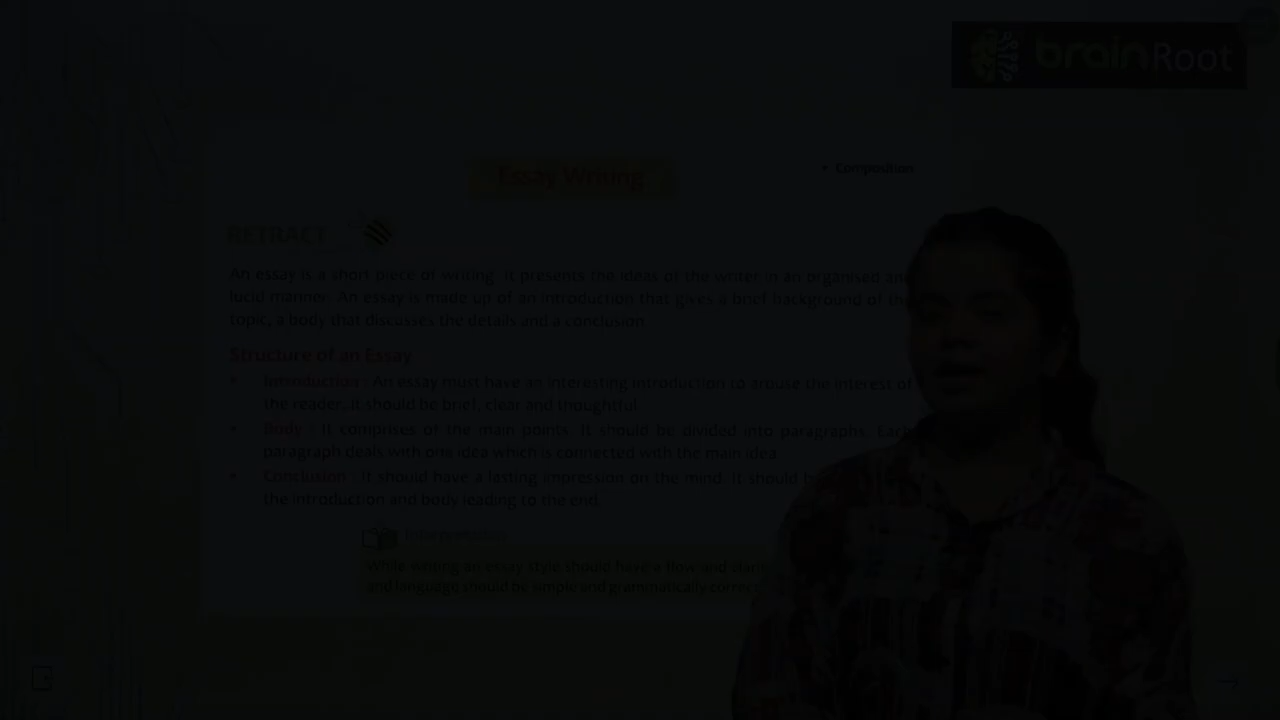 brainRoot
Essay Writing
• Composition
RETRACT
An essay is a short piece of writing. It presents the ideas of the writer in an organised and
lucid manner. An essay is made up of an introduction that gives a brief background of the
topic, a body that discusses the details and a conclusion.
Structure of an Essay
• Introduction : An essay must have an interesting introduction to arouse the interest of
the reader. It should be brief, clear and thoughtful.
• Body : It comprises of the main points. It should be divided into paragraphs. Each
paragraph deals with one idea which is connected with the main idea.
• Conclusion : It should have a lasting impression on the mind. It should
the introduction and body leading to the end.
While writing an essay style should have a flow and
and language should be simple and grammatically correct